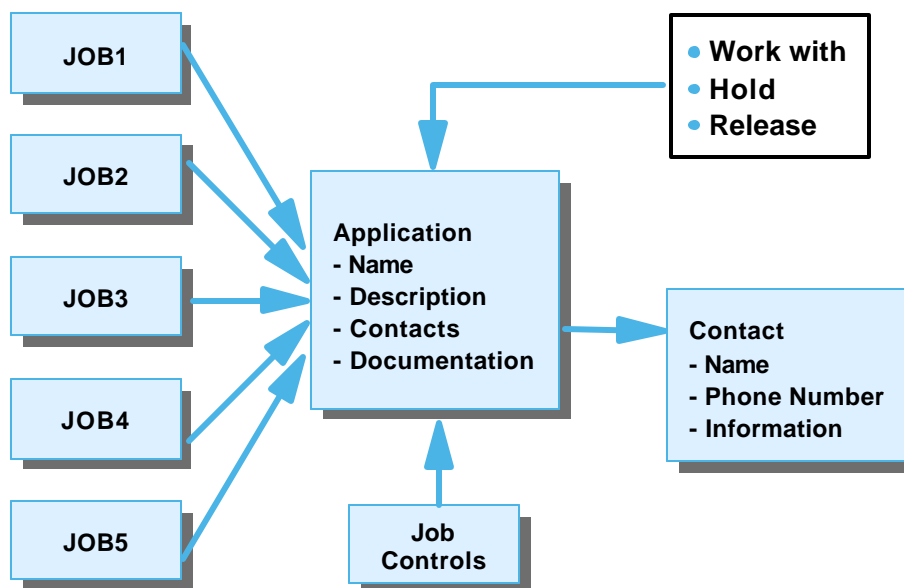 JOB1
JOB2
JOB3
JOB4
JOB5
• Work with
• Hold
• Release
Application
- Name
- Description
- Contacts
- Documentation
Contact
- Name
- Phone Number
- Information
Job
Controls